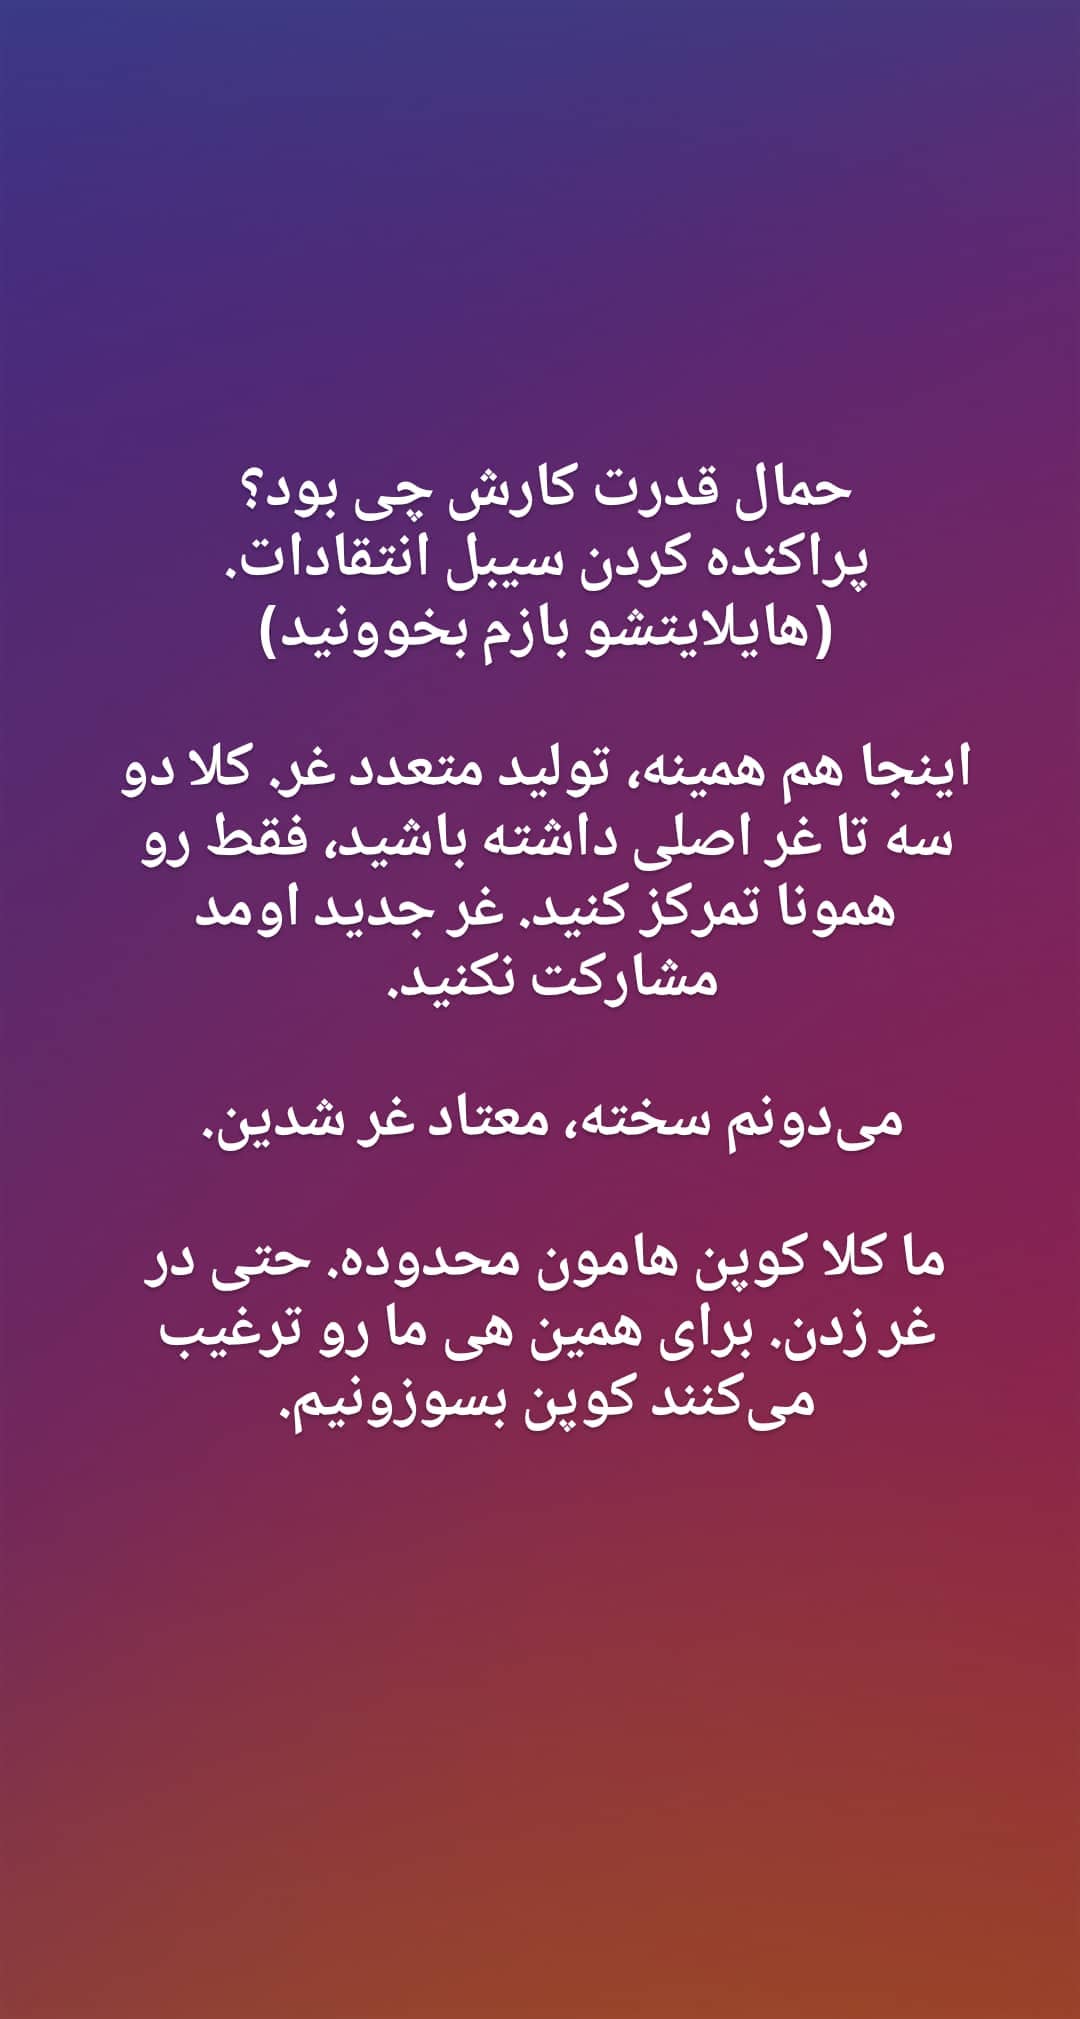 حمال قدرت کارش چی بود؟
پراکنده کردن سیبل انتقادات.
(هایلایتشو بازم بخوونید)
اینجا هم همینه، تولید متعدد غر. کلا دو
سه تا غر اصلی داشته باشید، فقط رو
همونا تمرکز کنید. غر جدید اومد
مشارکت نکنید.
می‌دونم سخته، معتاد غر شدین.
ما کلا کوپن هامون محدوده. حتی در
غر زدن. برای همین هی ما رو ترغیب
می‌کنند کوپن بسوزونیم.